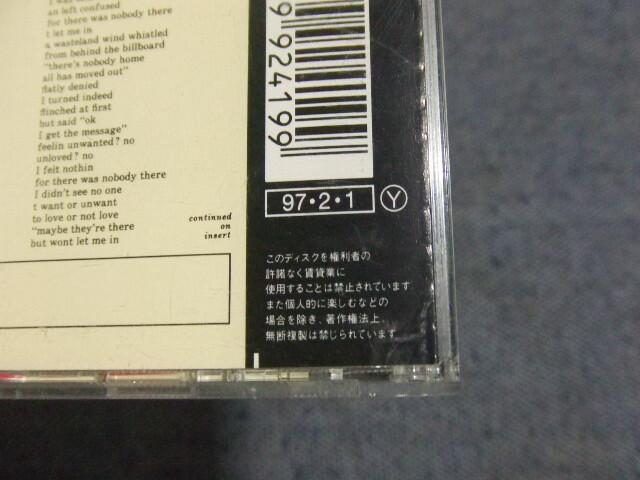 an left confused
for there was nobody there
t let me in
a wasteland wind whistled
from behind the billboard
"there's nobody home
all has moved out"
flatly denied
I turned indeed
flinched at first
but said "ok
I get the message"
feelin unwanted? no
unloved? no
I felt nothin
for there was nobody there
I didn't see no one
t want or unwant
to love or not love
"maybe they're there
but wont let me in
continued
on
insert
9 924199
97・2・1 Y
このディスクを権利者の
許諾なく賃貸業に
使用することは禁止されています
また個人的に楽しむなどの
場合を除き、著作権法上、
無断複製は禁じられています